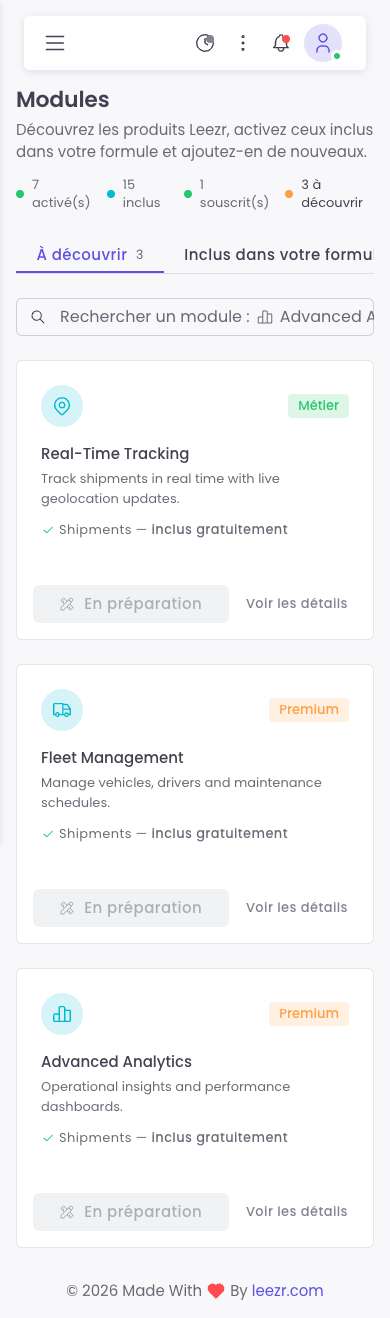 Modules
Découvrez les produits Leezr, activez ceux inclus
dans votre formule et ajoutez-en de nouveaux.
7
activé(s)
15
inclus
1
souscrit(s)
3 à
découvrir
À découvrir 3
Inclus dans votre formul
Rechercher un module : Advanced A
Métier
Real-Time Tracking
Track shipments in real time with live
geolocation updates.
Shipments — inclus gratuitement
En préparation Voir les détails
Premium
Fleet Management
Manage vehicles, drivers and maintenance
schedules.
Shipments — inclus gratuitement
En préparation Voir les détails
Premium
Advanced Analytics
Operational insights and performance
dashboards.
Shipments — inclus gratuitement
En préparation Voir les détails
© 2026 Made With ❤ By leezr.com